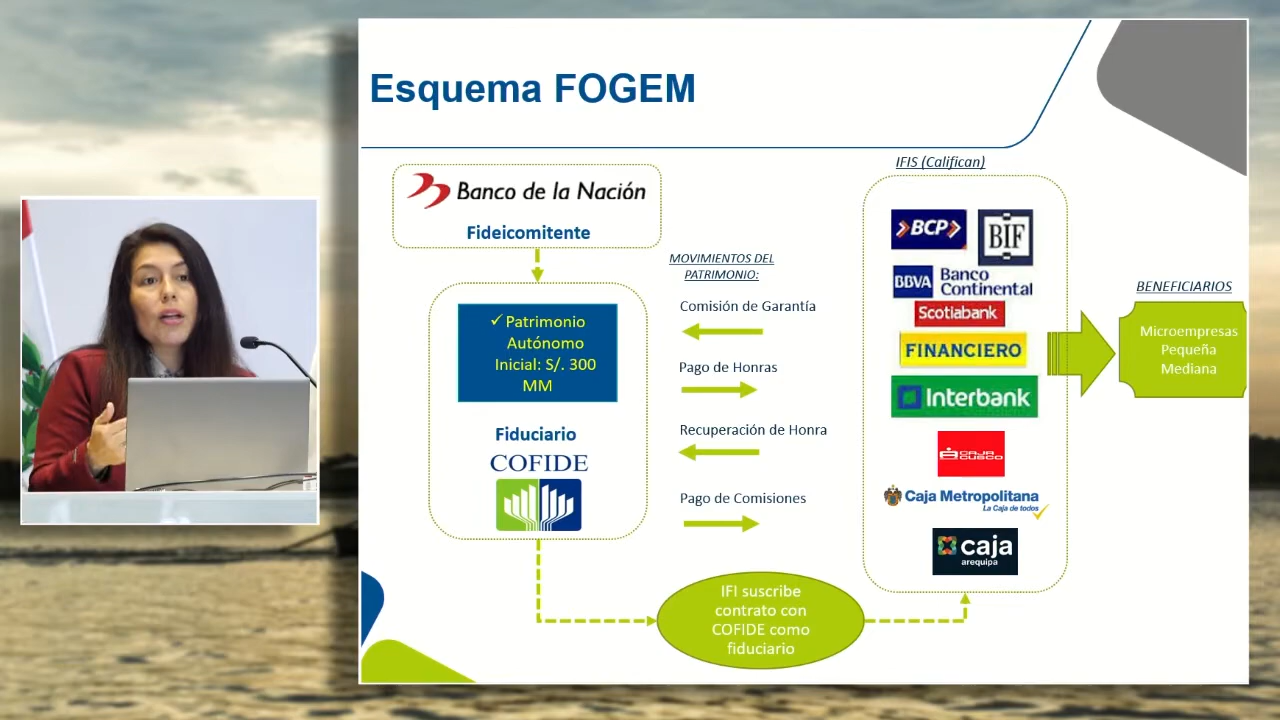 Esquema FOGEM
Banco de la Nación
Fideicomitente
✓ Patrimonio
Autónomo
Inicial: S/. 300
MM
Fiduciario
COFIDE
MOVIMIENTOS DEL
PATRIMONIO:
Comisión de Garantía
Pago de Honras
Recuperación de Honra
Pago de Comisiones
IFI suscribe
contrato con
COFIDE como
fiduciario
IFIS (Califican)
>BCP>
BIF
BBVA Banco
Continental
Scotiabank
FINANCIERO
Interbank
CAJA
CUSCO
Caja Metropolitana
La Caja de todos
caja
arequipa
BENEFICIARIOS
Microempresas
Pequeña
Mediana